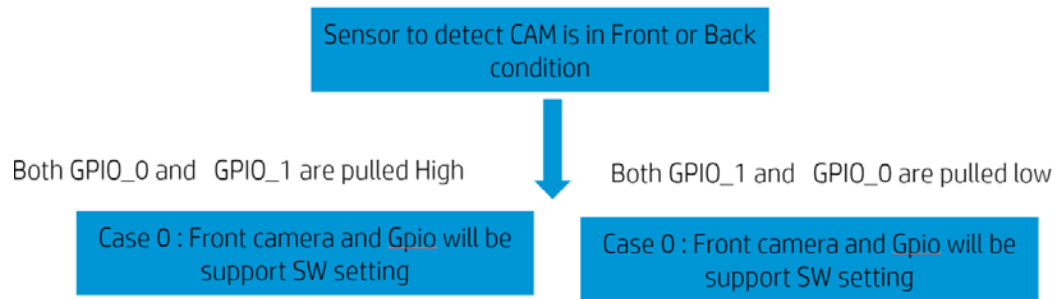 Sensor to detect CAM is in Front or Back
condition
Both GPIO_0 and GPIO_1 are pulled High
Both GPIO_1 and GPIO_0 are pulled low
Case 0 : Front camera and Gpio will be
support SW setting
Case 0 : Front camera and Gpio will be
support SW setting